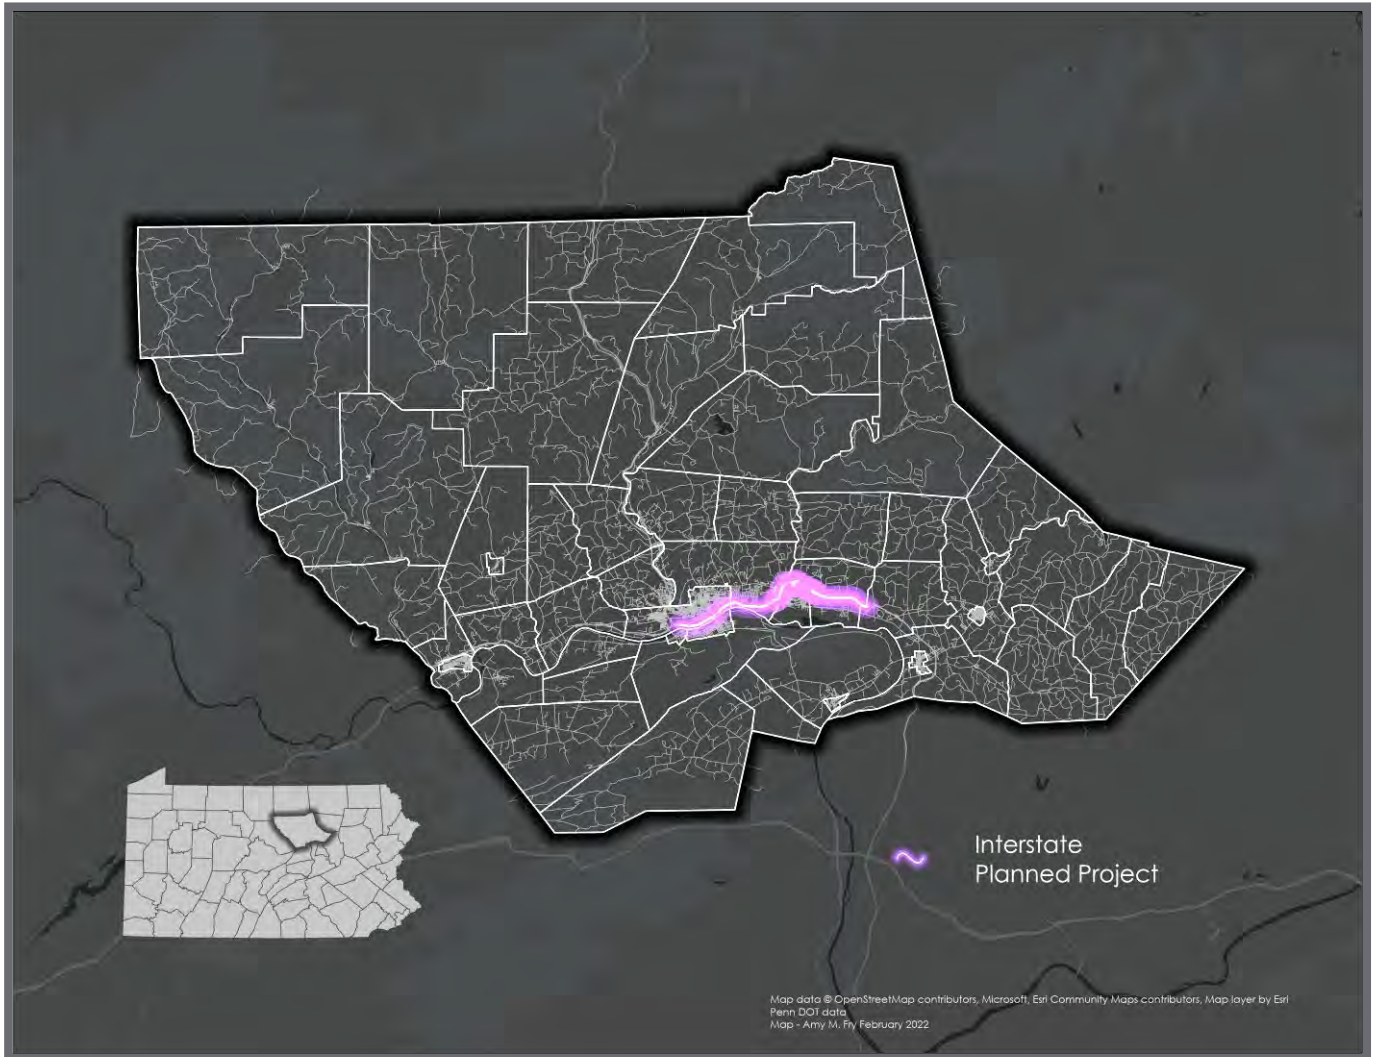 Interstate
Planned Project
Map data © OpenStreetMap contributors, Microsoft, Esri Community Maps contributors, Map layer by Esri
Penn DOT data
Map - Amy M. Fry February 2022